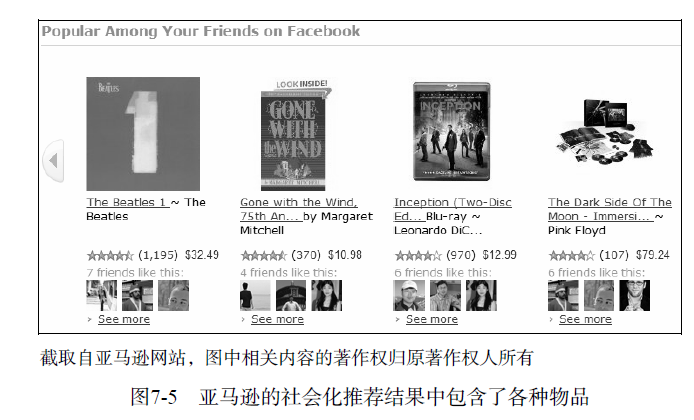 Popular Among Your Friends on Facebook
BEATLES
1
LOOK INSIDE!
GONE
WITH
the
WIND
MARGARET MITCHELL
INCEPTION
The Beatles 1 ~ The
Beatles
Gone with the Wind,
75th An... by Margaret
Mitchell
Inception (Two-Disc
Ed... Blu-ray ~
Leonardo DiC...
The Dark Side Of The
Moon - Immersi... ~
Pink Floyd
(1,195) $32.49
(370) $10.98
(970) $12.99
(107) $79.24
7 friends like this:
4 friends like this:
6 friends like this:
6 friends like this:
› See more
› See more
› See more
› See more
截取自亚马逊网站，图中相关内容的著作权归原著作权人所有
图7-5 亚马逊的社会化推荐结果中包含了各种物品